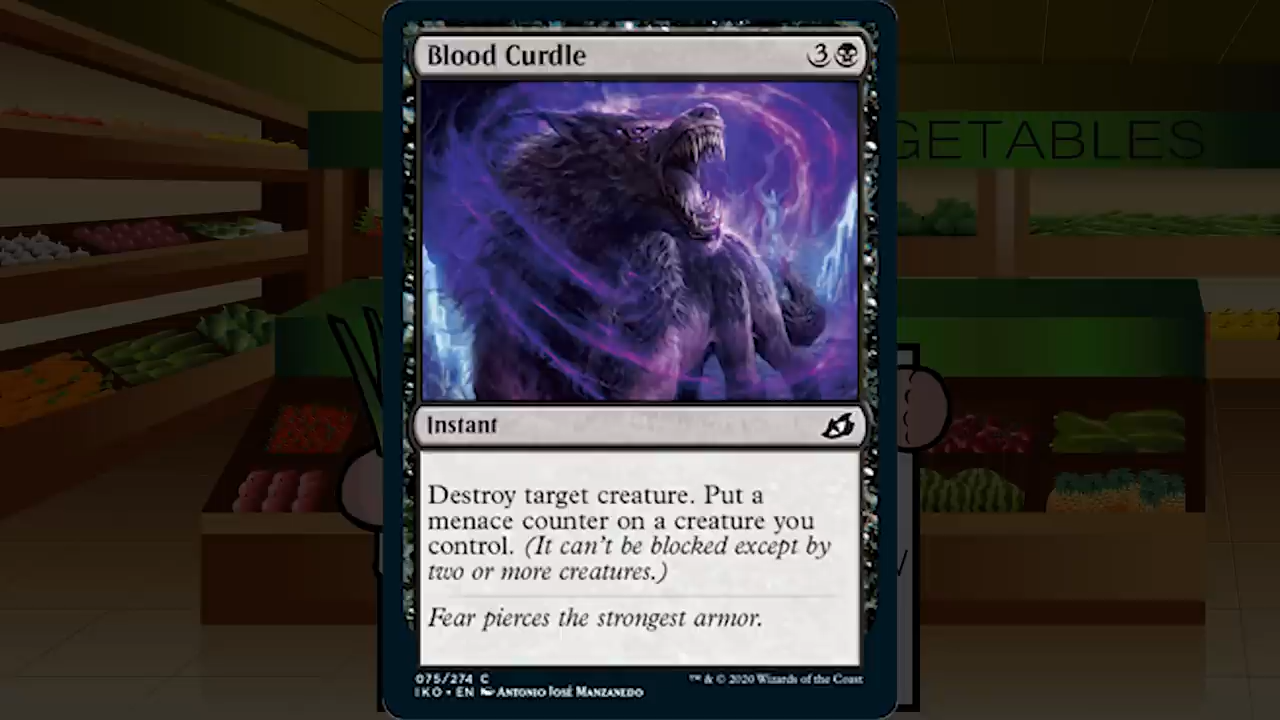 Blood Curdle 3
GETABLES
Instant
Destroy target creature. Put a
menace counter on a creature you
control. (It can't be blocked except by
two or more creatures.)
Fear pierces the strongest armor.
075/274 C
IKO • EN Antonio José Manzanedo
™ & © 2020 Wizards of the Coast